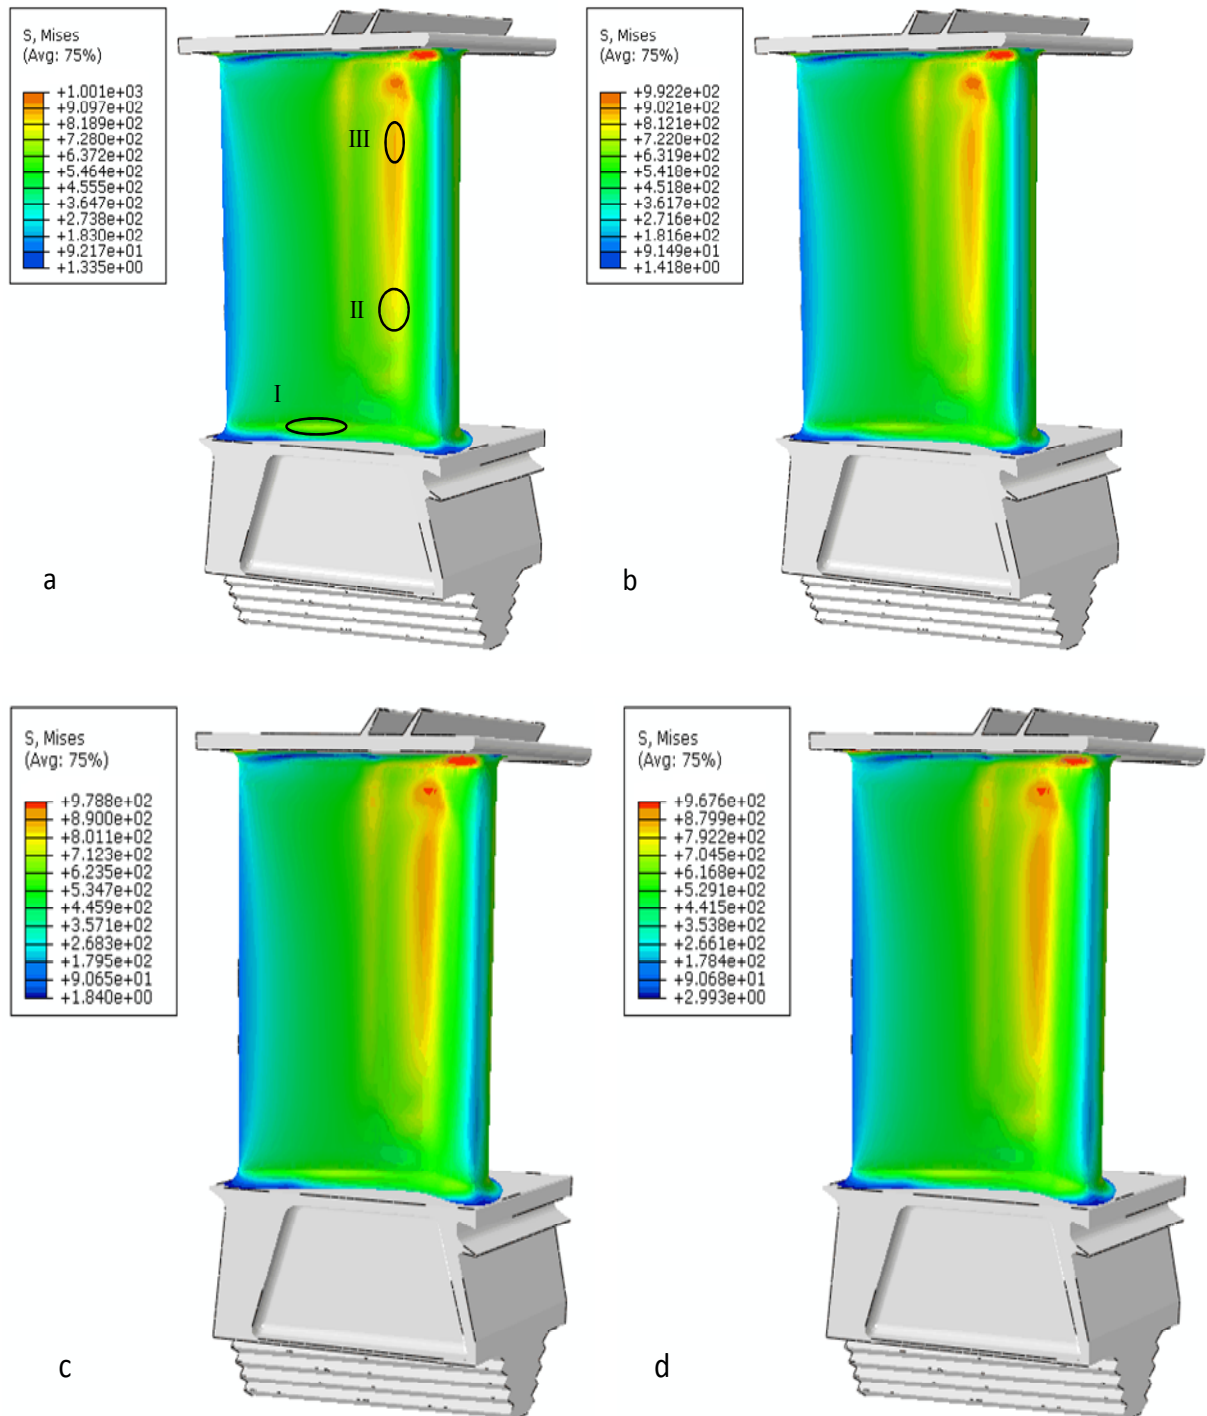 S, Mises
(Avg: 75%)
+1.001e+03
+9.097e+02
+8.189e+02
+7.280e+02
+6.372e+02
+5.464e+02
+4.555e+02
+3.647e+02
+2.738e+02
+1.830e+02
+9.217e+01
+1.335e+00
III
II
I
a
S, Mises
(Avg: 75%)
+9.922e+02
+9.021e+02
+8.121e+02
+7.220e+02
+6.319e+02
+5.418e+02
+4.518e+02
+3.617e+02
+2.716e+02
+1.816e+02
+9.149e+01
+1.418e+00
b
S, Mises
(Avg: 75%)
+9.788e+02
+8.900e+02
+8.011e+02
+7.123e+02
+6.235e+02
+5.347e+02
+4.459e+02
+3.571e+02
+2.683e+02
+1.795e+02
+9.065e+01
+1.840e+00
c
S, Mises
(Avg: 75%)
+9.676e+02
+8.799e+02
+7.922e+02
+7.045e+02
+6.168e+02
+5.291e+02
+4.415e+02
+3.538e+02
+2.661e+02
+1.784e+02
+9.068e+01
+2.993e+00
d